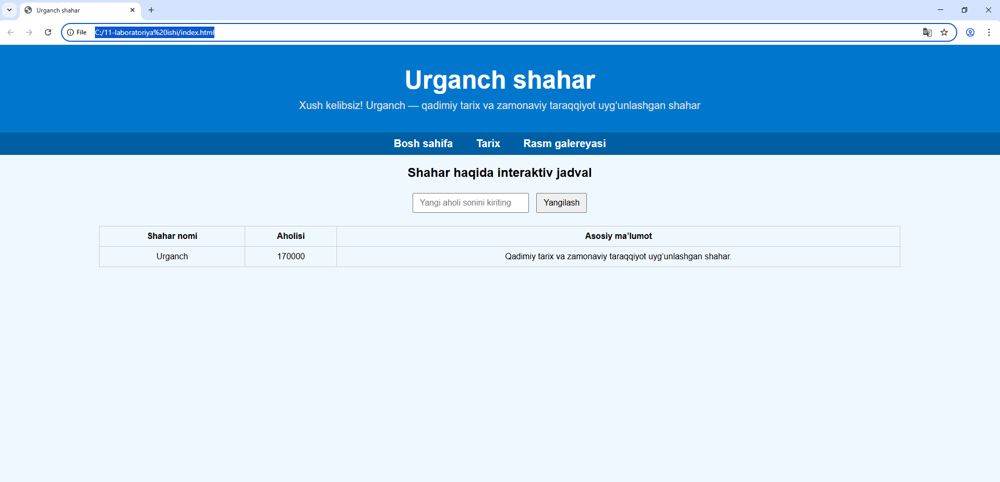 Urganch shahar
File C:/11-laboratoriya%20ishi/index.html
Urganch shahar
Xush kelibsiz! Urganch — qadimiy tarix va zamonaviy taraqqiyot uyg‘unlashgan shahar
Bosh sahifa Tarix Rasm galereyasi
Shahar haqida interaktiv jadval
Yangi aholi sonini kiriting Yangilash
Shahar nomi Aholisi Asosiy ma’lumot
Urganch 170000 Qadimiy tarix va zamonaviy taraqqiyot uyg‘unlashgan shahar.